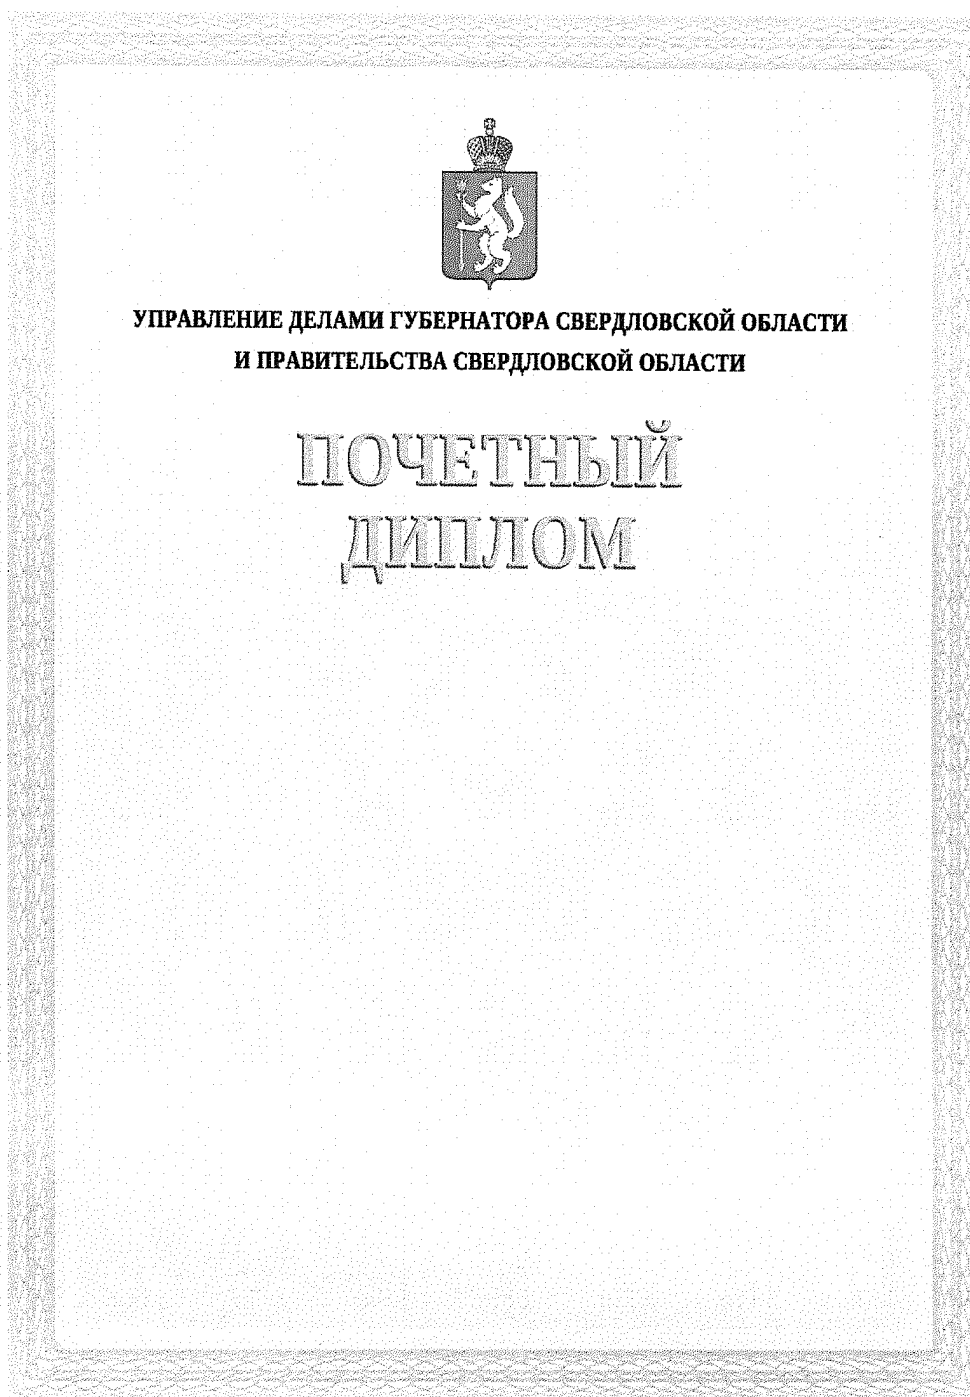 УПРАВЛЕНИЕ ДЕЛАМИ ГУБЕРНАТОРА СВЕРДЛОВСКОЙ ОБЛАСТИ
И ПРАВИТЕЛЬСТВА СВЕРДЛОВСКОЙ ОБЛАСТИ
ПОЧЕТНЫЙ
ДИПЛОМ